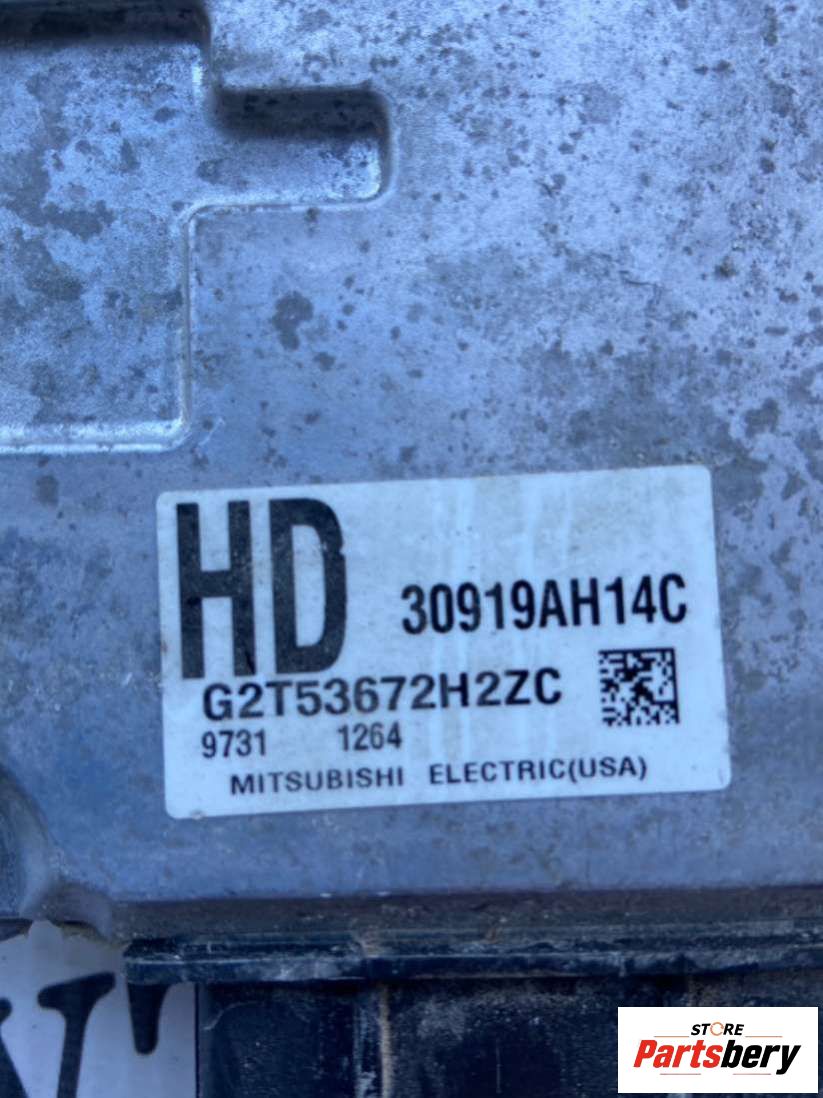 HD
30919AH14C
G2T53672H2ZC
9731 1264
MITSUBISHI ELECTRIC(USA)
STORE
Partsbery